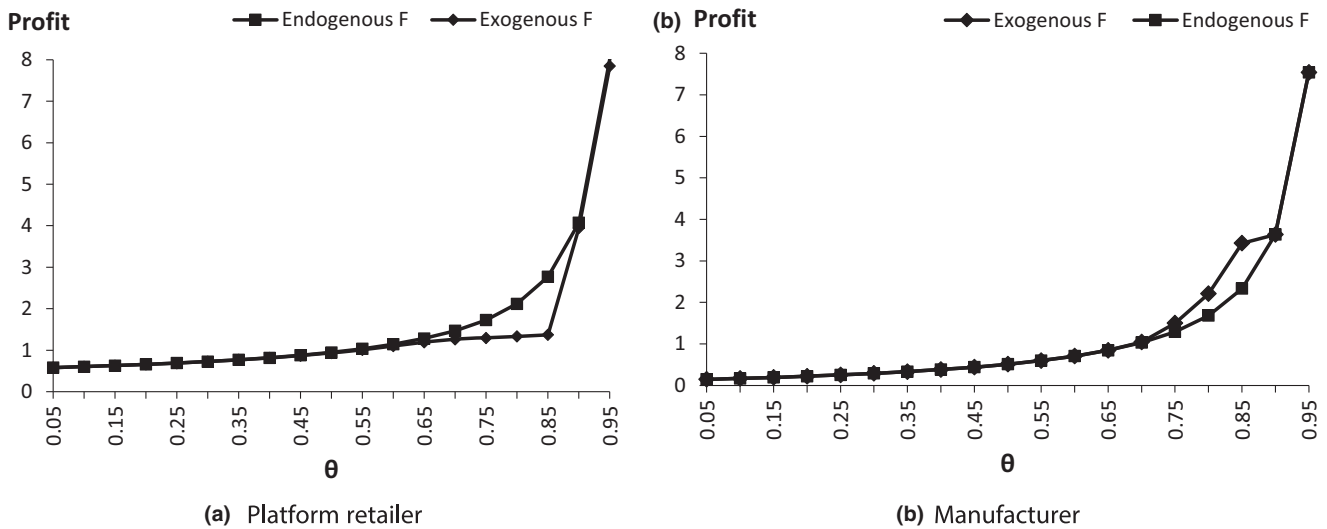 Profit
Endogenous F Exogenous F
8
7
6
5
4
3
2
1
0
0.05 0.15 0.25 0.35 0.45 0.55 0.65 0.75 0.85 0.95
θ
(a) Platform retailer
(b) Profit
Exogenous F Endogenous F
8
7
6
5
4
3
2
1
0
0.05 0.15 0.25 0.35 0.45 0.55 0.65 0.75 0.85 0.95
θ
(b) Manufacturer